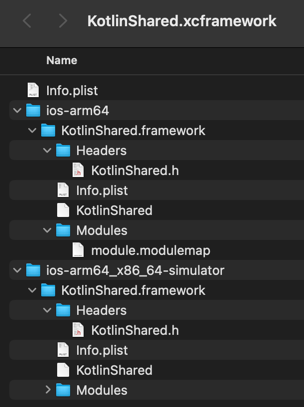 KotlinShared.xcframework
Name
Info.plist
ios-arm64
KotlinShared.framework
Headers
KotlinShared.h
Info.plist
KotlinShared
Modules
module.modulemap
ios-arm64_x86_64-simulator
KotlinShared.framework
Headers
KotlinShared.h
Info.plist
KotlinShared
Modules